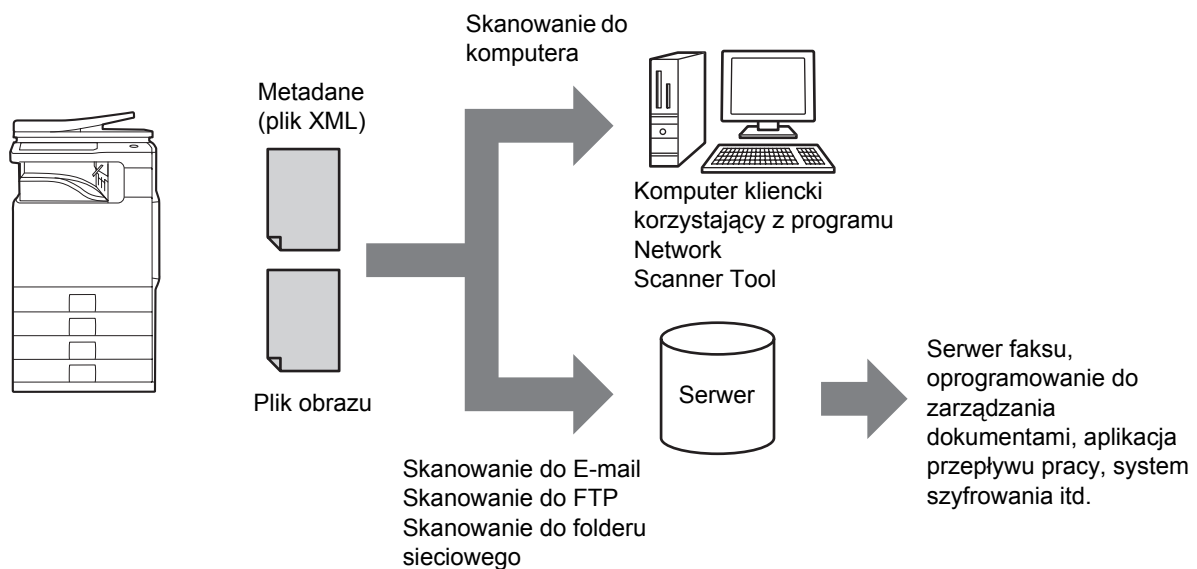 Skanowanie do
komputera
Metadane
(plik XML)
Komputer kliencki
korzystający z programu
Network
Scanner Tool
Plik obrazu
Serwer
Serwer faksu,
oprogramowanie do
zarządzania
dokumentami, aplikacja
przepływu pracy, system
szyfrowania itd.
Skanowanie do E-mail
Skanowanie do FTP
Skanowanie do folderu
sieciowego